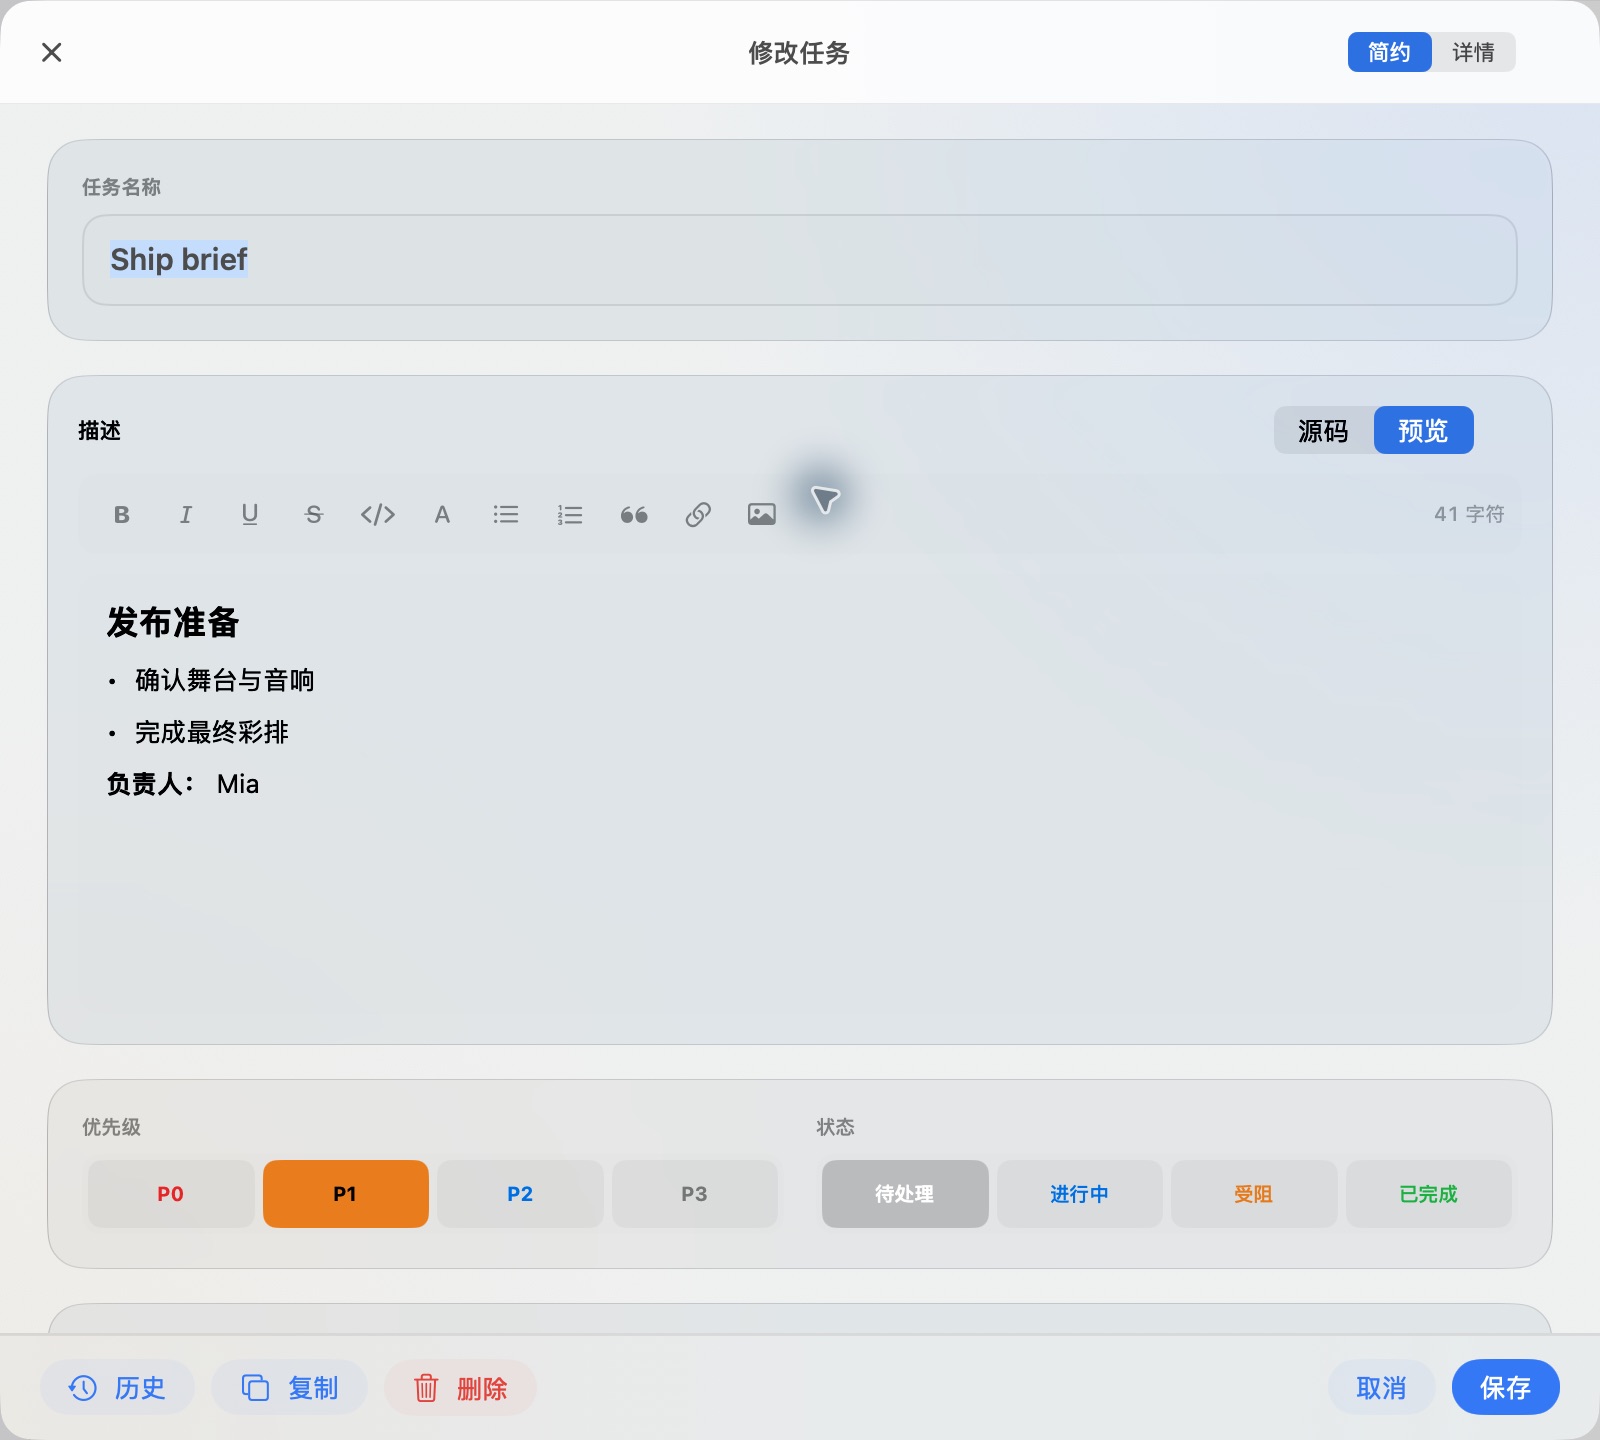 修改任务
简约 详情
任务名称
Ship brief
描述
源码 预览
B I U S </> A
41 字符
发布准备
• 确认舞台与音响
• 完成最终彩排
负责人： Mia
优先级
P0 P1 P2 P3
状态
待处理 进行中 受阻 已完成
历史 复制 删除 取消 保存